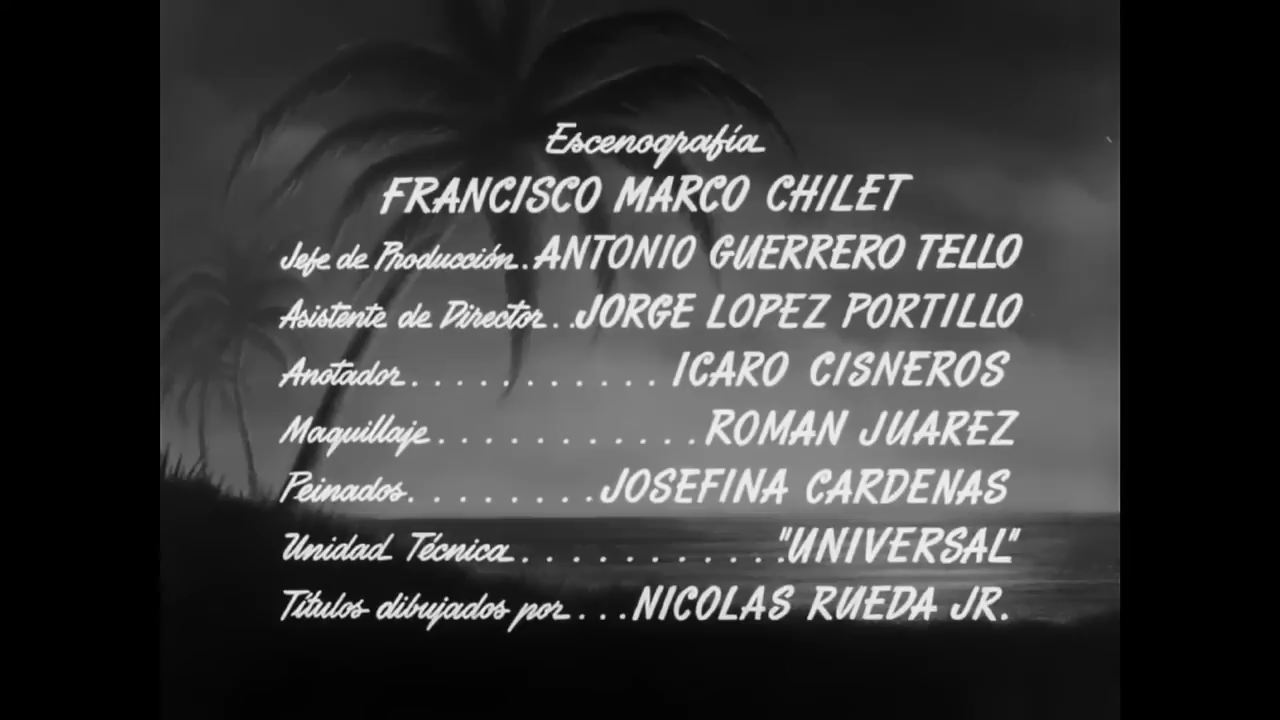 Escenografía
FRANCISCO MARCO CHILET
Jefe de Producción.ANTONIO GUERRERO TELLO
Asistente de Director..JORGE LOPEZ PORTILLO
Anotador...........ICARO CISNEROS
Maquillaje............ROMAN JUAREZ
Peinados........JOSEFINA CARDENAS
Unidad Técnica............"UNIVERSAL"
Títulos dibujados por...NICOLAS RUEDA JR.